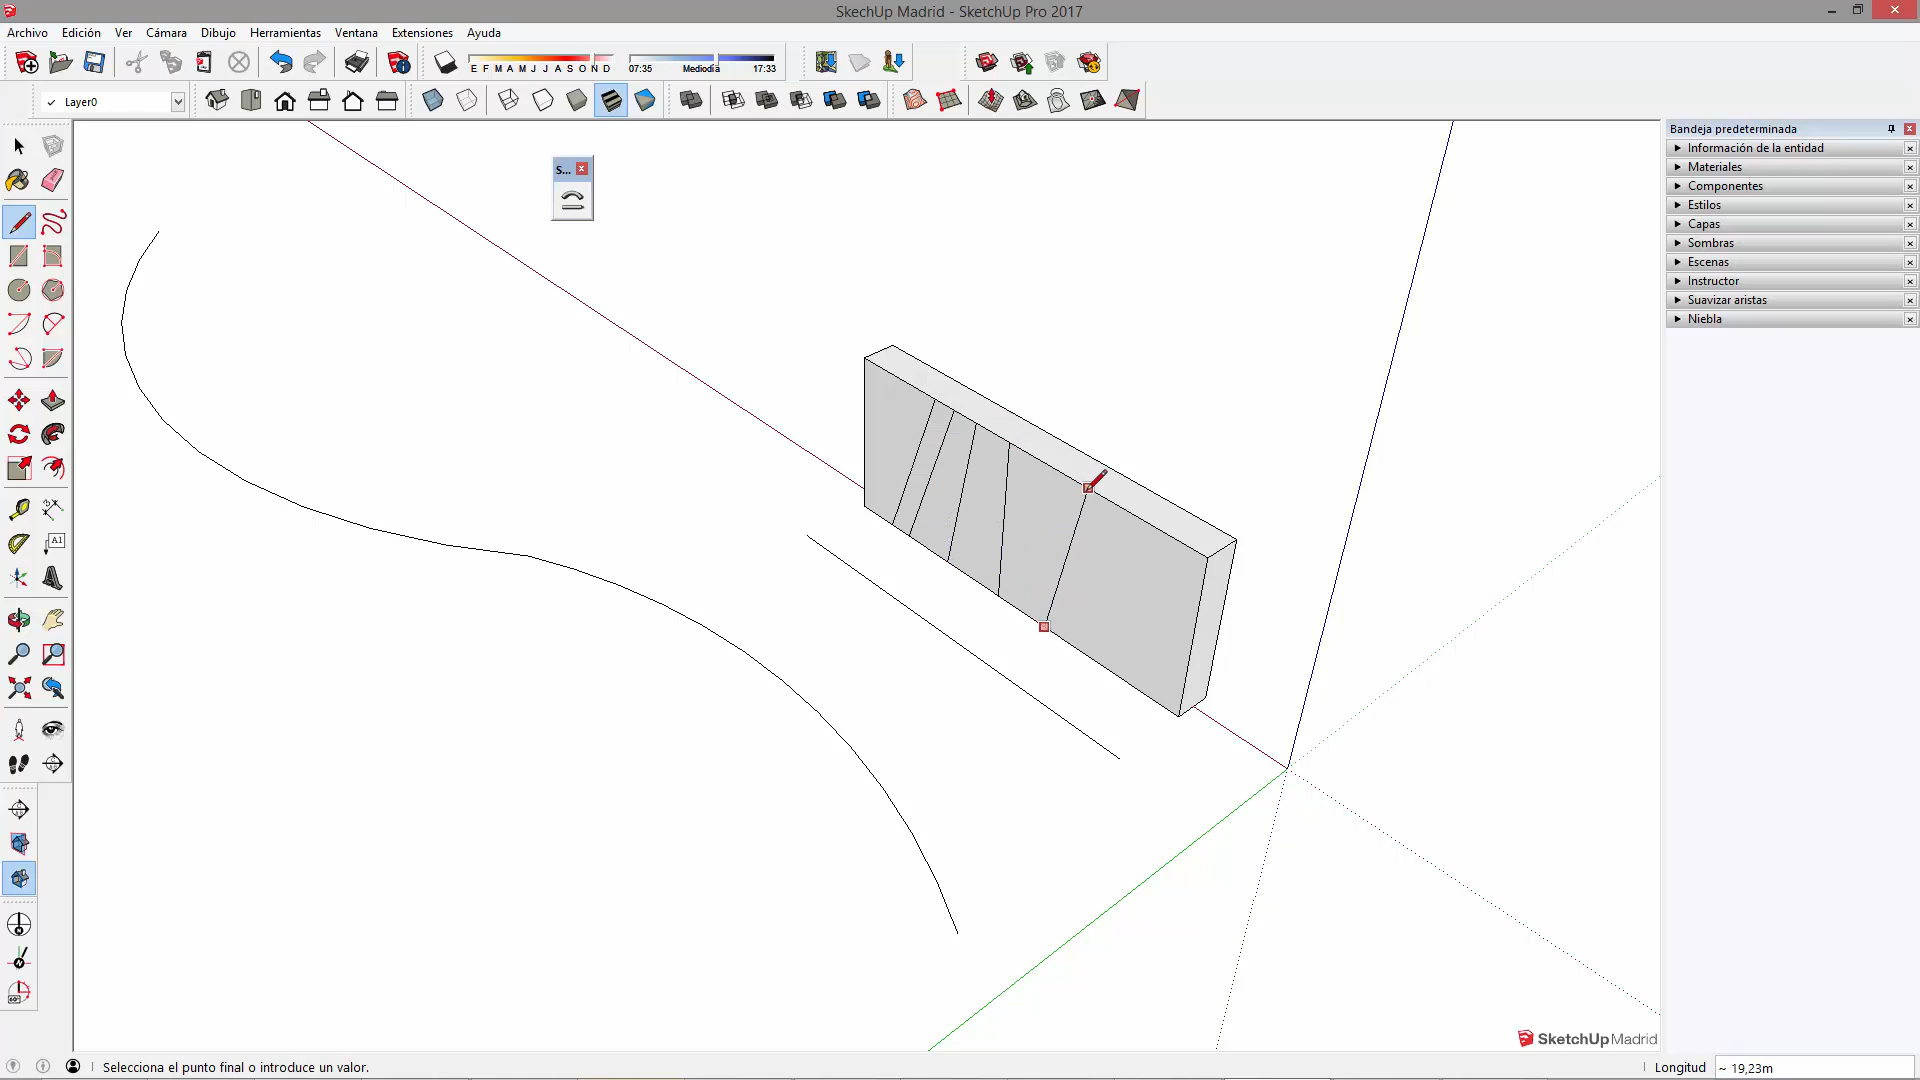 SkechUp Madrid - SketchUp Pro 2017
Archivo Edición Ver Cámara Dibujo Herramientas Ventana Extensiones Ayuda
E F M A M J J A S O N D
07:35 Mediodía 17:33
✓ Layer0
Bandeja predeterminada
Información de la entidad
Materiales
Componentes
Estilos
Capas
Sombras
Escenas
Instructor
Suavizar aristas
Niebla
S...
A1
60°
SketchUp Madrid
Selecciona el punto final o introduce un valor.
Longitud ~ 19,23m